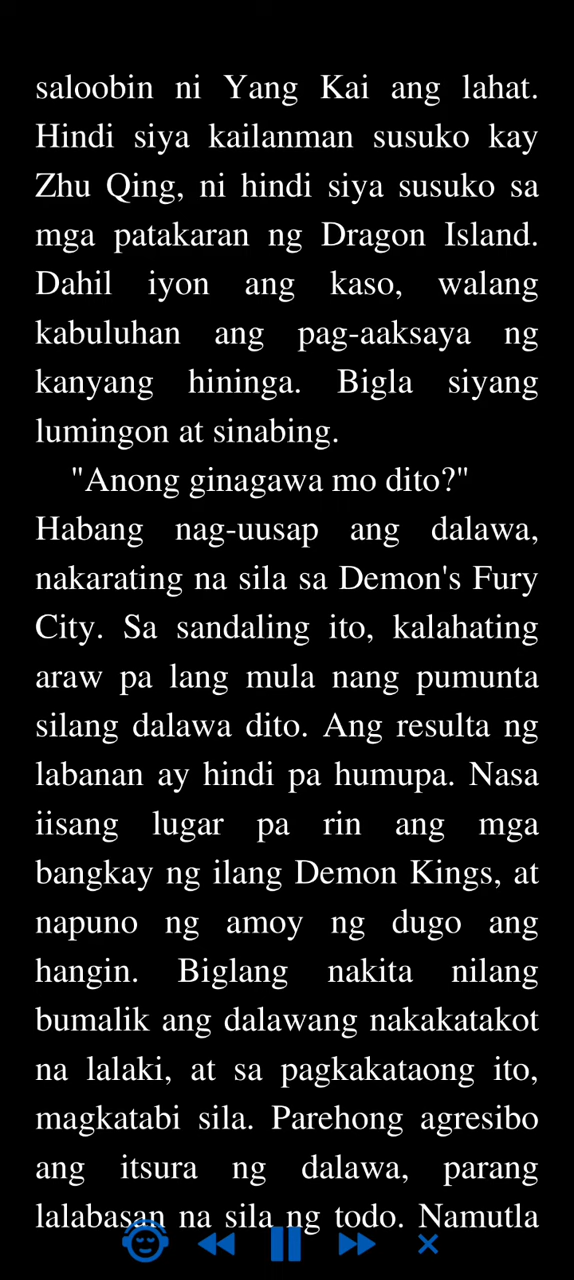 saloobin ni Yang Kai ang lahat.
Hindi siya kailanman susuko kay
Zhu Qing, ni hindi siya susuko sa
mga patakaran ng Dragon Island.
Dahil iyon ang kaso, walang
kabuluhan ang pag-aaksaya ng
kanyang hininga. Bigla siyang
lumingon at sinabing.
"Anong ginagawa mo dito?"
Habang nag-uusap ang dalawa,
nakarating na sila sa Demon's Fury
City. Sa sandaling ito, kalahating
araw pa lang mula nang pumunta
silang dalawa dito. Ang resulta ng
labanan ay hindi pa humupa. Nasa
iisang lugar pa rin ang mga
bangkay ng ilang Demon Kings, at
napuno ng amoy ng dugo ang
hangin. Biglang nakita nilang
bumalik ang dalawang nakakatakot
na lalaki, at sa pagkakataong ito,
magkatabi sila. Parehong agresibo
ang itsura ng dalawa, parang
lalabasan na sila ng todo. Namutla